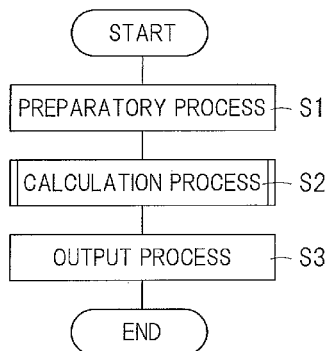 START
PREPARATORY PROCESS S1
CALCULATION PROCESS S2
OUTPUT PROCESS S3
END